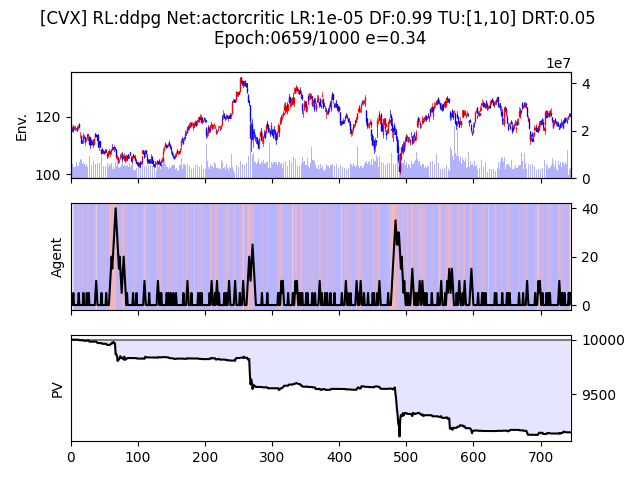 [CVX] RL:ddpg Net:actorcritic LR:1e-05 DF:0.99 TU:[1,10] DRT:0.05
Epoch:0659/1000 e=0.34
1e7
Env.
120
100
4
2
0
Agent
40
20
0
PV
10000
9500
0 100 200 300 400 500 600 700